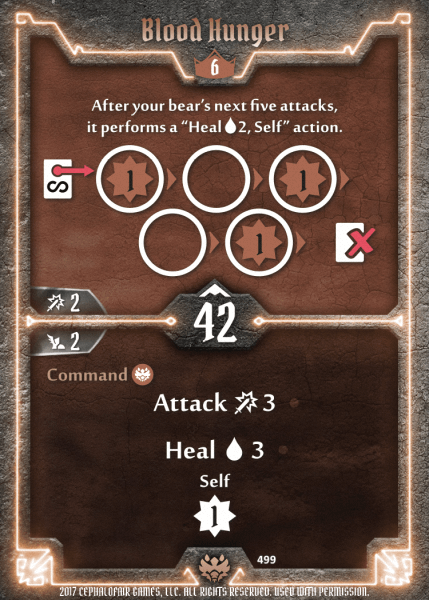 Blood Hunger
6
After your bear's next five attacks,
it performs a “Heal 2, Self” action.
1 1
1
2
42
2
Command
Attack 3
Heal 3
Self
1
499
2017 CEPHALOFAIR GAMES, LLC. ALL RIGHTS RESERVED. USED WITH PERMISSION.